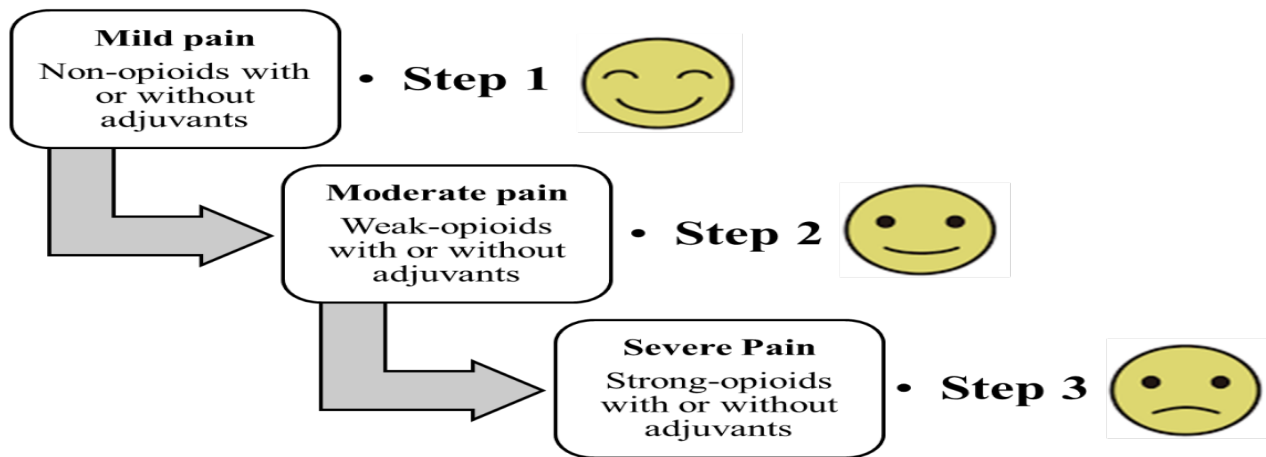 Mild pain
Non-opioids with
or without
adjuvants
• Step 1
Moderate pain
Weak-opioids
with or without
adjuvants
• Step 2
Severe Pain
Strong-opioids
with or without
adjuvants
• Step 3